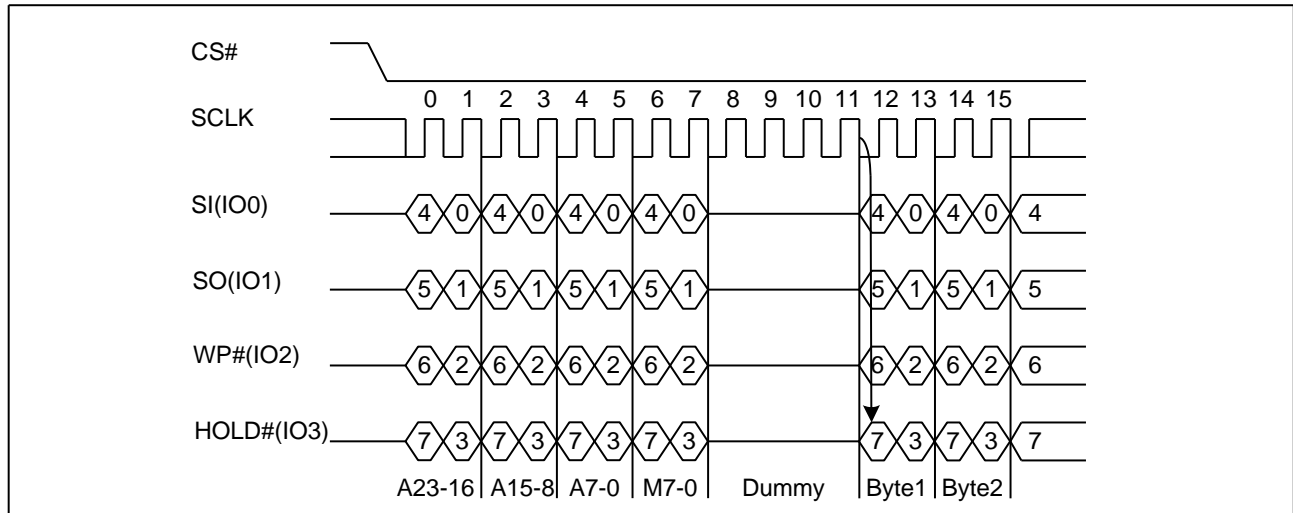 CS#
0 1 2 3 4 5 6 7 8 9 10 11 12 13 14 15
SCLK
SI(IO0) 4 0 4 0 4 0 4 0 4 0 4 0 4
SO(IO1) 5 1 5 1 5 1 5 1 5 1 5 1 5
WP#(IO2) 6 2 6 2 6 2 6 2 6 2 6 2 6
HOLD#(IO3) 7 3 7 3 7 3 7 3 7 3 7 3 7
A23-16 A15-8 A7-0 M7-0 Dummy Byte1 Byte2